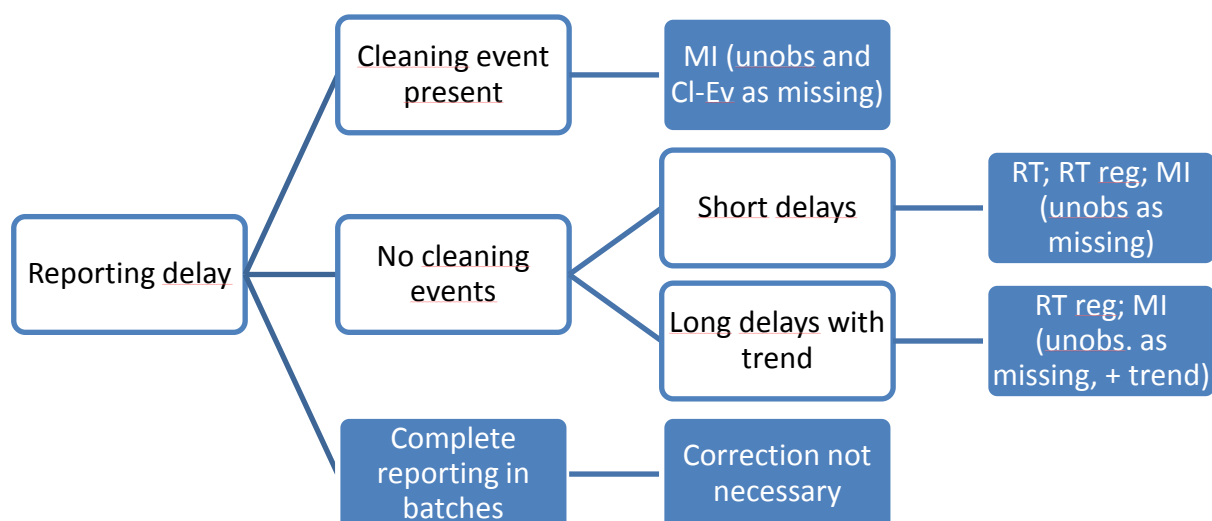 Reporting delay
Cleaning event
present
MI (unobs and
Cl-Ev as missing)
No cleaning
events
Short delays
RT; RT reg; MI
(unobs as
missing)
Long delays with
trend
RT reg; MI
(unobs. as
missing, + trend)
Complete
reporting in
batches
Correction not
necessary